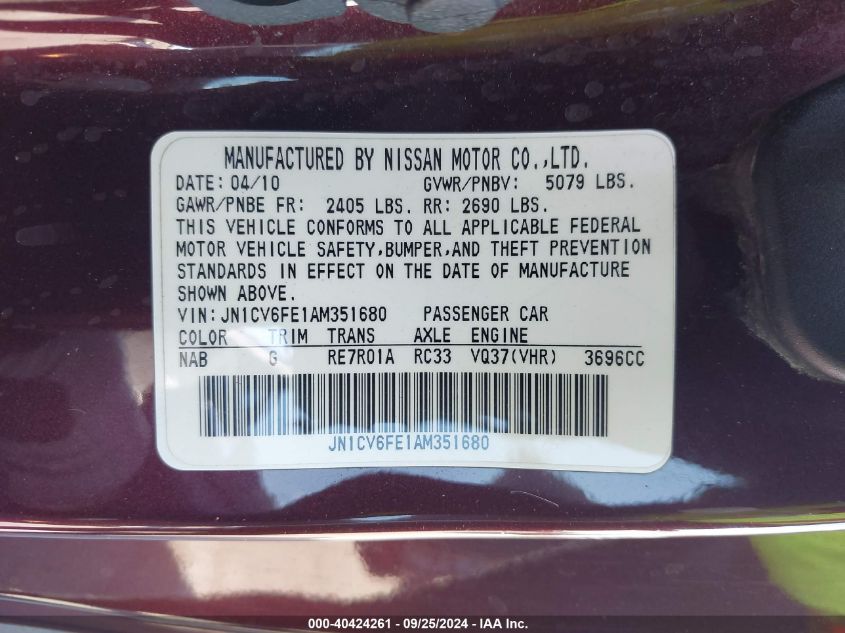 MANUFACTURED BY NISSAN MOTOR CO.,LTD.
DATE: 04/10 GVWR/PNBV: 5079 LBS.
GAWR/PNBE FR: 2405 LBS. RR: 2690 LBS.
THIS VEHICLE CONFORMS TO ALL APPLICABLE FEDERAL
MOTOR VEHICLE SAFETY,BUMPER,AND THEFT PREVENTION
STANDARDS IN EFFECT ON THE DATE OF MANUFACTURE
SHOWN ABOVE.
VIN: JN1CV6FE1AM351680 PASSENGER CAR
COLOR TRIM TRANS AXLE ENGINE
NAB G RE7R01A RC33 VQ37(VHR) 3696CC
JN1CV6FE1AM351680
000-40424261 - 09/25/2024 - IAA Inc.